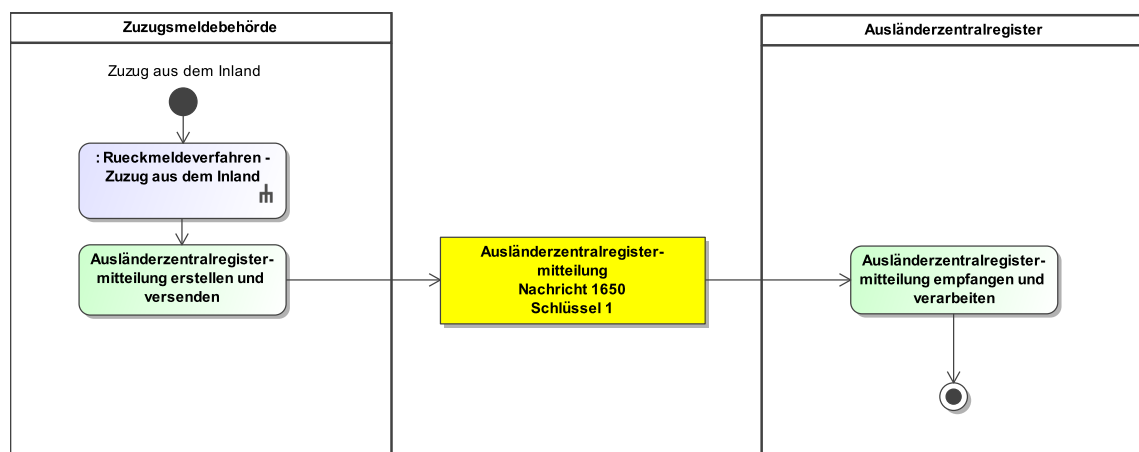 Zuzugsmeldebehörde
Ausländerzentralregister
Zuzug aus dem Inland
: Rueckmeldeverfahren -
Zuzug aus dem Inland
Ausländerzentralregister-
mitteilung erstellen und
versenden
Ausländerzentralregister-
mitteilung
Nachricht 1650
Schlüssel 1
Ausländerzentralregister-
mitteilung empfangen und
verarbeiten